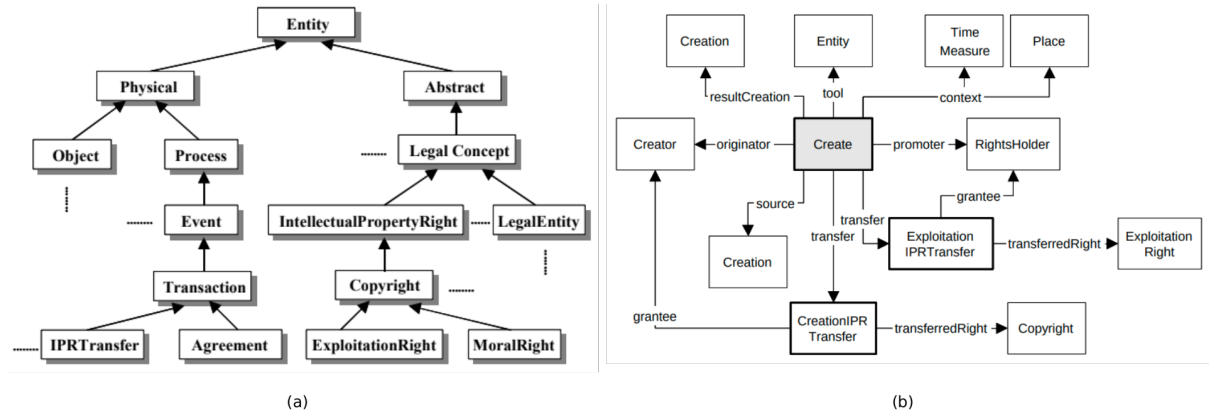 Entity
Physical
Abstract
Object
Process
Legal Concept
Event
IntellectualPropertyRight
LegalEntity
Transaction
Copyright
IPRTransfer
Agreement
ExploitationRight
MoralRight
(a)
Creation
Entity
Time
Measure
Place
resultCreation
tool
context
Creator
originator
Create
promoter
RightsHolder
source
transfer
transfer
grantee
Creation
Exploitation
IPRTransfer
transferredRight
Exploitation
Right
grantee
CreationIPR
Transfer
transferredRight
Copyright
(b)